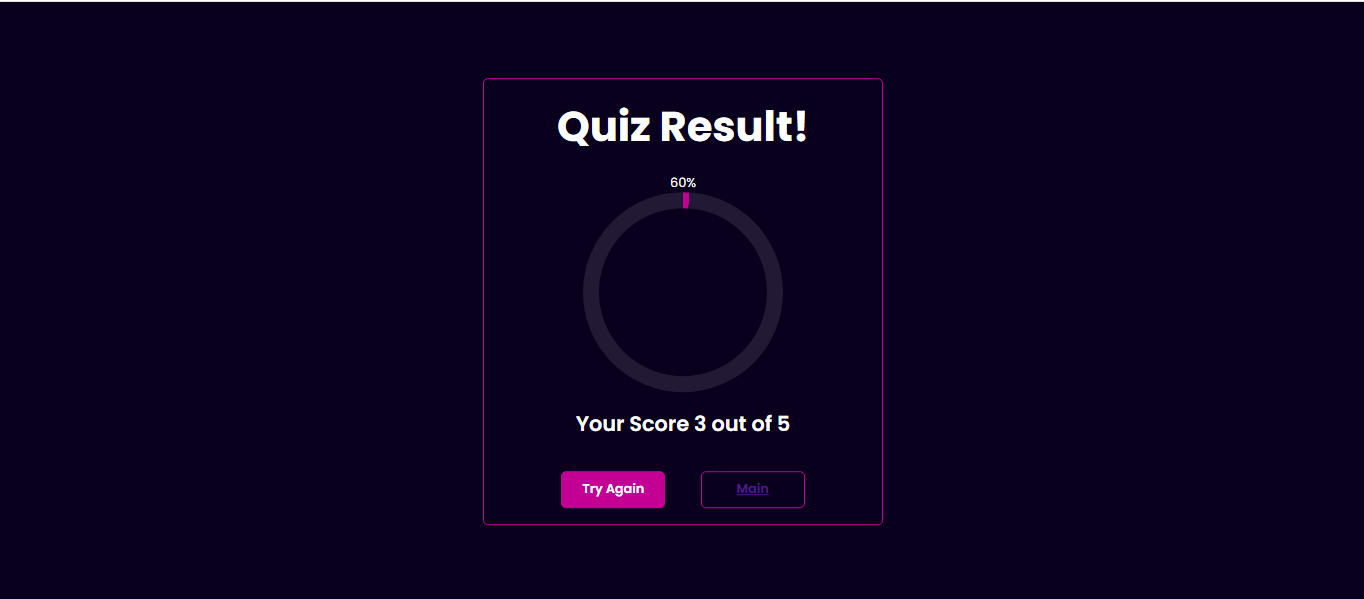 Quiz Result!
60%
Your Score 3 out of 5
Try Again
Main